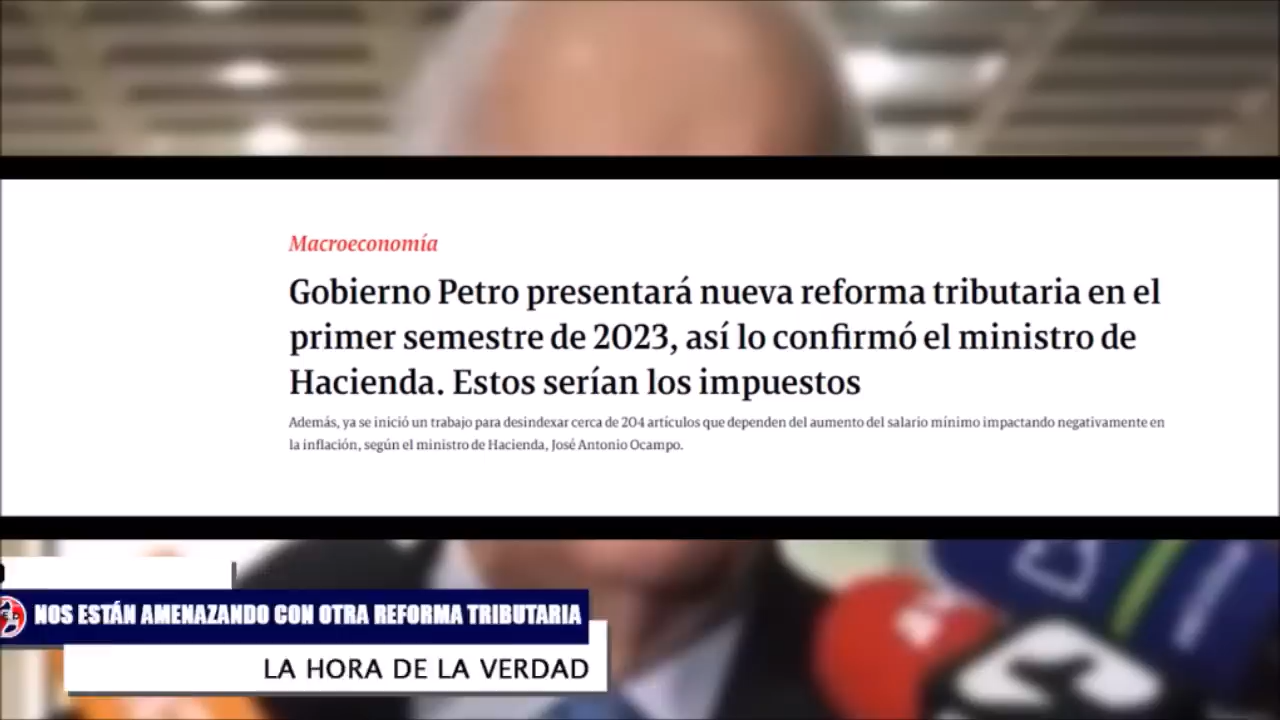 Macroeconomía
Gobierno Petro presentará nueva reforma tributaria en el
primer semestre de 2023, así lo confirmó el ministro de
Hacienda. Estos serían los impuestos
Además, ya se inició un trabajo para desindexar cerca de 204 artículos que dependen del aumento del salario mínimo impactando negativamente en
la inflación, según el ministro de Hacienda, José Antonio Ocampo.
NOS ESTÁN AMENAZANDO CON OTRA REFORMA TRIBUTARIA
LA HORA DE LA VERDAD